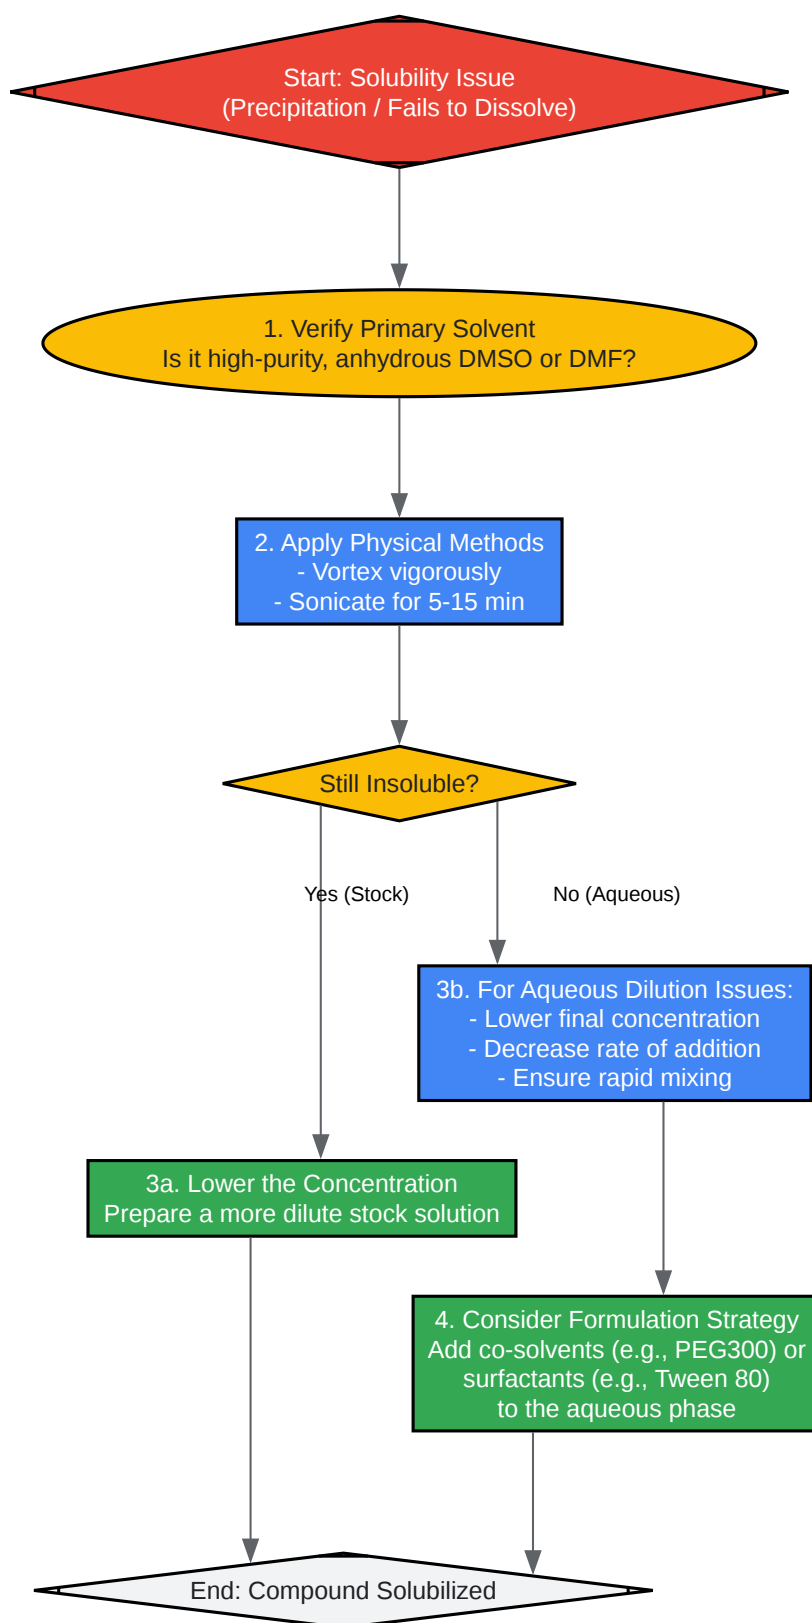 Start: Solubility Issue
(Precipitation / Fails to Dissolve)
1. Verify Primary Solvent
Is it high-purity, anhydrous DMSO or DMF?
2. Apply Physical Methods
- Vortex vigorously
- Sonicate for 5-15 min
Still Insoluble?
Yes (Stock)
No (Aqueous)
3b. For Aqueous Dilution Issues:
- Lower final concentration
- Decrease rate of addition
- Ensure rapid mixing
3a. Lower the Concentration
Prepare a more dilute stock solution
4. Consider Formulation Strategy
Add co-solvents (e.g., PEG300) or
surfactants (e.g., Tween 80)
to the aqueous phase
End: Compound Solubilized